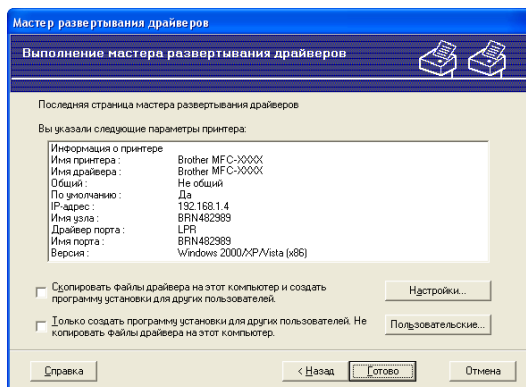 Мастер развертывания драйверов
Выполнение мастера развертывания драйверов
Последняя страница мастера развертывания драйверов
Вы указали следующие параметры принтера:
Информация о принтере
Имя принтера : Brother MFC-XXXX
Имя драйвера : Brother MFC-XXXX
Общий : Не общий
По умолчанию : Да
IP-адрес : 192.168.1.4
Имя узла : BRN482989
Драйвер порта : LPR
Имя порта : BRN482989
Версия : Windows 2000/XP/Vista (x86)
Скопировать файлы драйвера на этот компьютер и создать
программу установки для других пользователей.
Настройки...
Только создать программу установки для других пользователей. Не
копировать файлы драйвера на этот компьютер.
Пользовательские...
Справка
< Назад
Готово
Отмена